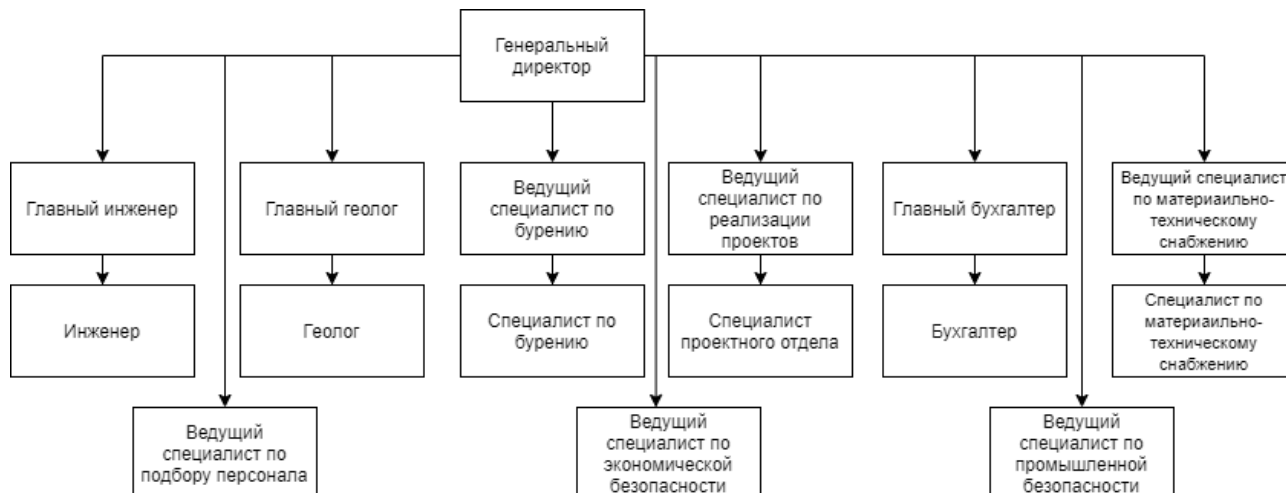 Генеральный
директор
Главный инженер
Главный геолог
Ведущий
специалист по
бурению
Ведущий
специалист по
реализации
проектов
Главный бухгалтер
Ведущий специалист
по материаильно-
техническому
снабжению
Инженер
Геолог
Специалист по
бурению
Специалист
проектного отдела
Бухгалтер
Специалист по
материаильно-
техническому
снабжению
Ведущий
специалист по
подбору персонала
Ведущий
специалист по
экономической
безопасности
Ведущий
специалист по
промышленной
безопасности